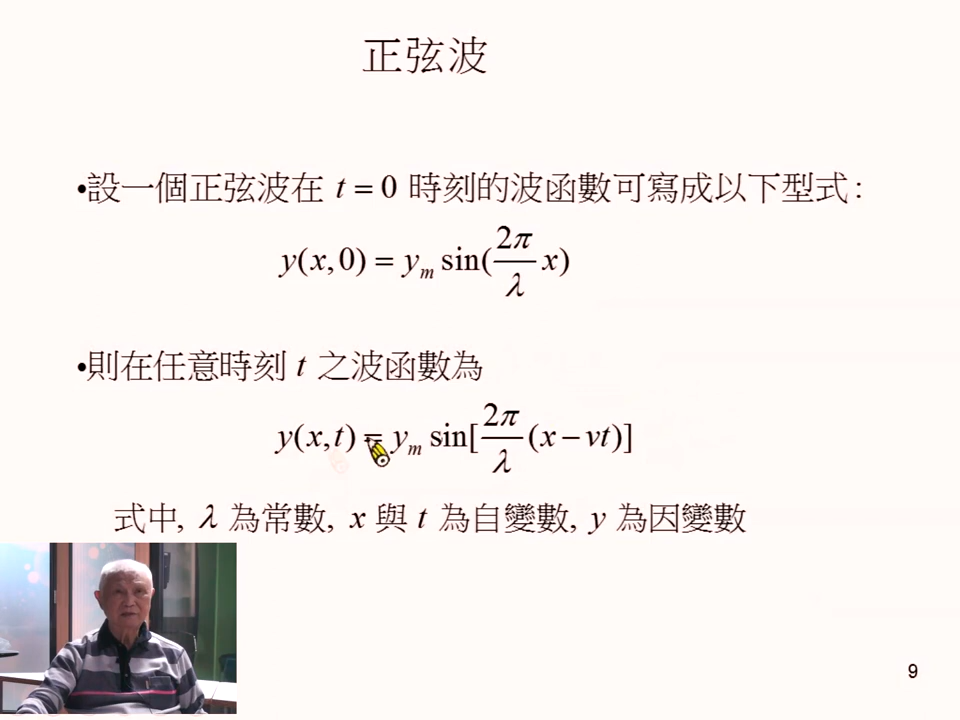 正弦波
•設一個正弦波在 t = 0 時刻的波函數可寫成以下型式:
y(x,0) = yₘ sin(2π/λ x)
•則在任意時刻 t 之波函數為
y(x,t) = yₘ sin[2π/λ (x − vt)]
式中, λ 為常數, x 與 t 為自變數, y 為因變數
9